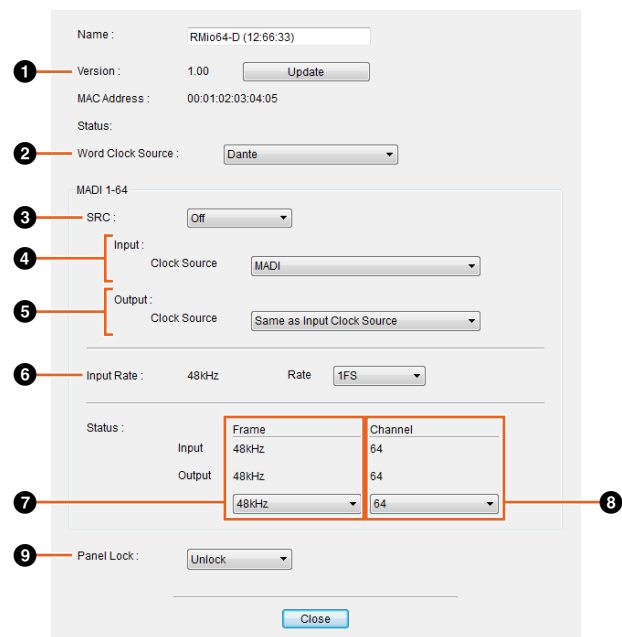 Name : RMio64-D (12:66:33)
1 Version : 1.00 Update
MAC Address : 00:01:02:03:04:05
Status:
2 Word Clock Source : Dante
MADI 1-64
3 SRC : Off
Input :
4 Clock Source MADI
Output :
5 Clock Source Same as Input Clock Source
6 Input Rate : 48kHz Rate 1FS
Status : Frame Channel
Input 48kHz 64
Output 48kHz 64
7 48kHz 64 8
9 Panel Lock : Unlock
Close